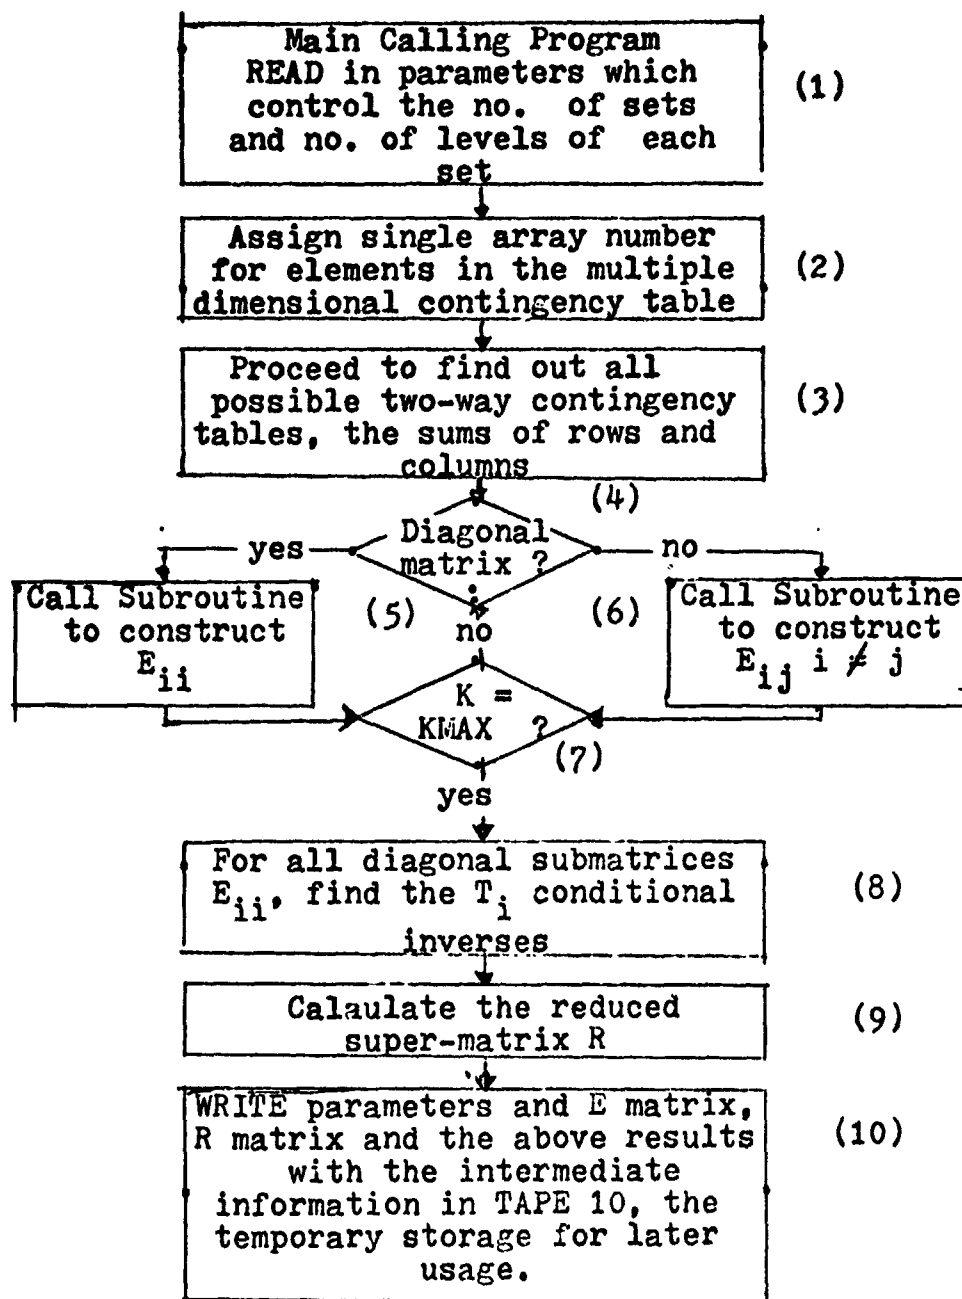 Main Calling Program
READ in parameters which
control the no. of sets
and no. of levels of each
set
(1)
Assign single array number
for elements in the multiple
dimensional contingency table
(2)
Proceed to find out all
possible two-way contingency
tables, the sums of rows and
columns
(3)
(4)
Diagonal
matrix ?
yes
no
Call Subroutine
to construct
E_ii
(5)
no
(6)
Call Subroutine
to construct
E_ij i ≠ j
K =
KMAX ?
(7)
yes
For all diagonal submatrices
E_ii, find the T_i conditional
inverses
(8)
Calaulate the reduced
super-matrix R
(9)
WRITE parameters and E matrix,
R matrix and the above results
with the intermediate
information in TAPE 10, the
temporary storage for later
usage.
(10)